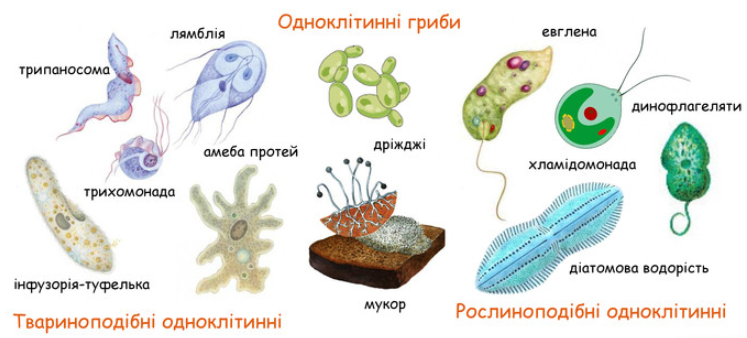 Одноклітинні гриби
лямблія
евглена
трипаносома
динофлагеляти
дріжджі
амеба протей
хламідомонада
трихомонада
діатомова водорість
інфузорія-туфелька
мукор
Твариноподібні одноклітинні
Рослиноподібні одноклітинні